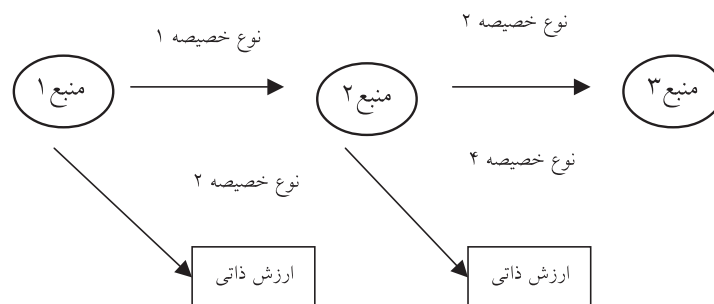 نوع خصیصه ۱
نوع خصیصه ۲
منبع۱
منبع۲
منبع۳
نوع خصیصه ۲
نوع خصیصه ۴
ارزش ذاتی
ارزش ذاتی